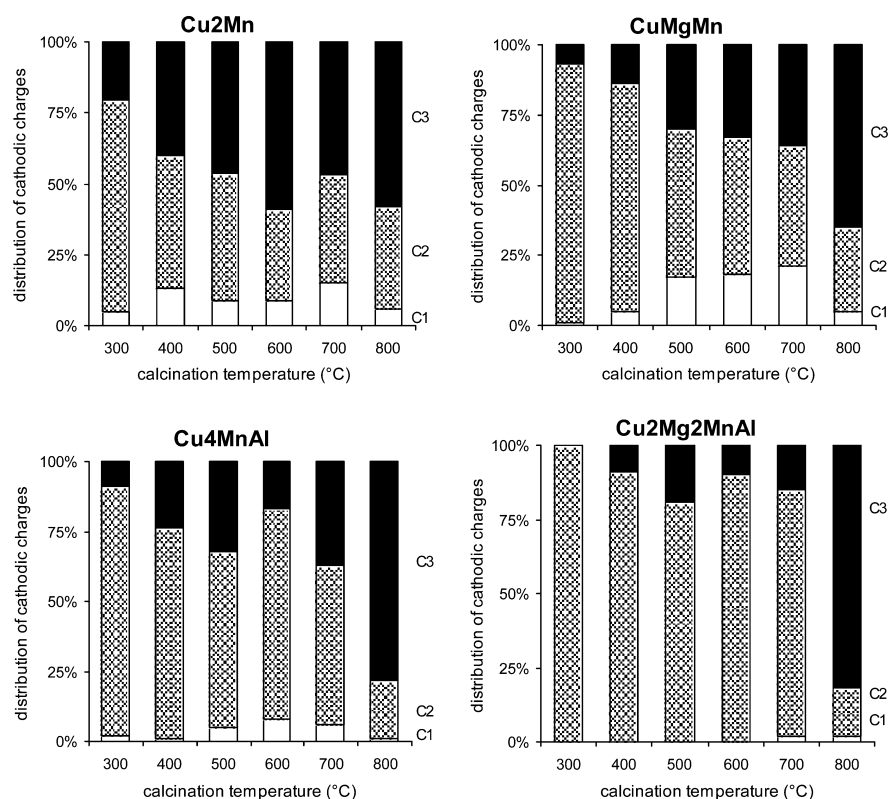 Cu2Mn
100%
75%
50%
25%
0%
distribution of cathodic charges
C3
C2
C1
300 400 500 600 700 800
calcination temperature (°C)
CuMgMn
100%
75%
50%
25%
0%
distribution of cathodic charges
C3
C2
C1
300 400 500 600 700 800
calcination temperature (°C)
Cu4MnAl
100%
75%
50%
25%
0%
distribution of cathodic charges
C3
C2
C1
300 400 500 600 700 800
calcination temperature (°C)
Cu2Mg2MnAl
100%
75%
50%
25%
0%
distribution of cathodic charges
C3
C2
C1
300 400 500 600 700 800
calcination temperature (°C)